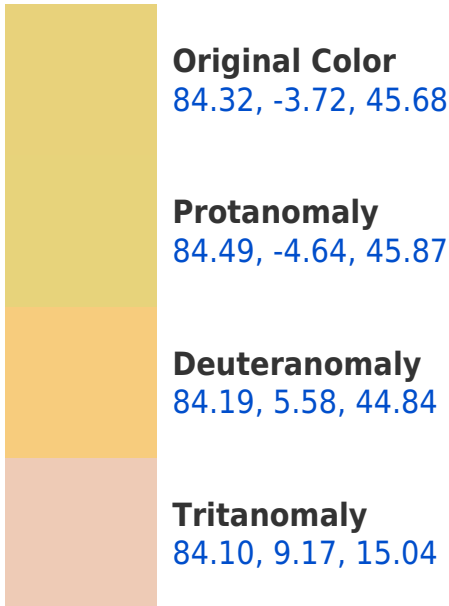 Original Color
84.32, -3.72, 45.68
Protanomaly
84.49, -4.64, 45.87
Deuteranomaly
84.19, 5.58, 44.84
Tritanomaly
84.10, 9.17, 15.04